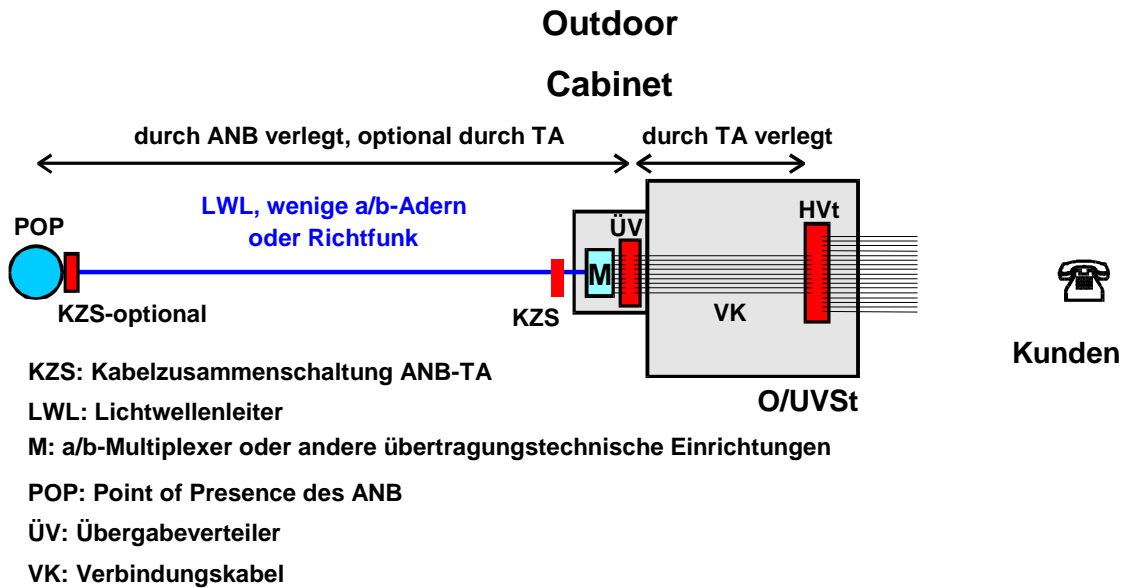 Outdoor
Cabinet
durch ANB verlegt, optional durch TA
durch TA verlegt
LWL, wenige a/b-Adern
oder Richtfunk
POP
ÜV
HVt
M
KZS-optional
KZS
VK
Kunden
O/UVSt
KZS: Kabelzusammenschaltung ANB-TA
LWL: Lichtwellenleiter
M: a/b-Multiplexer oder andere übertragungstechnische Einrichtungen
POP: Point of Presence des ANB
ÜV: Übergabeverteiler
VK: Verbindungskabel